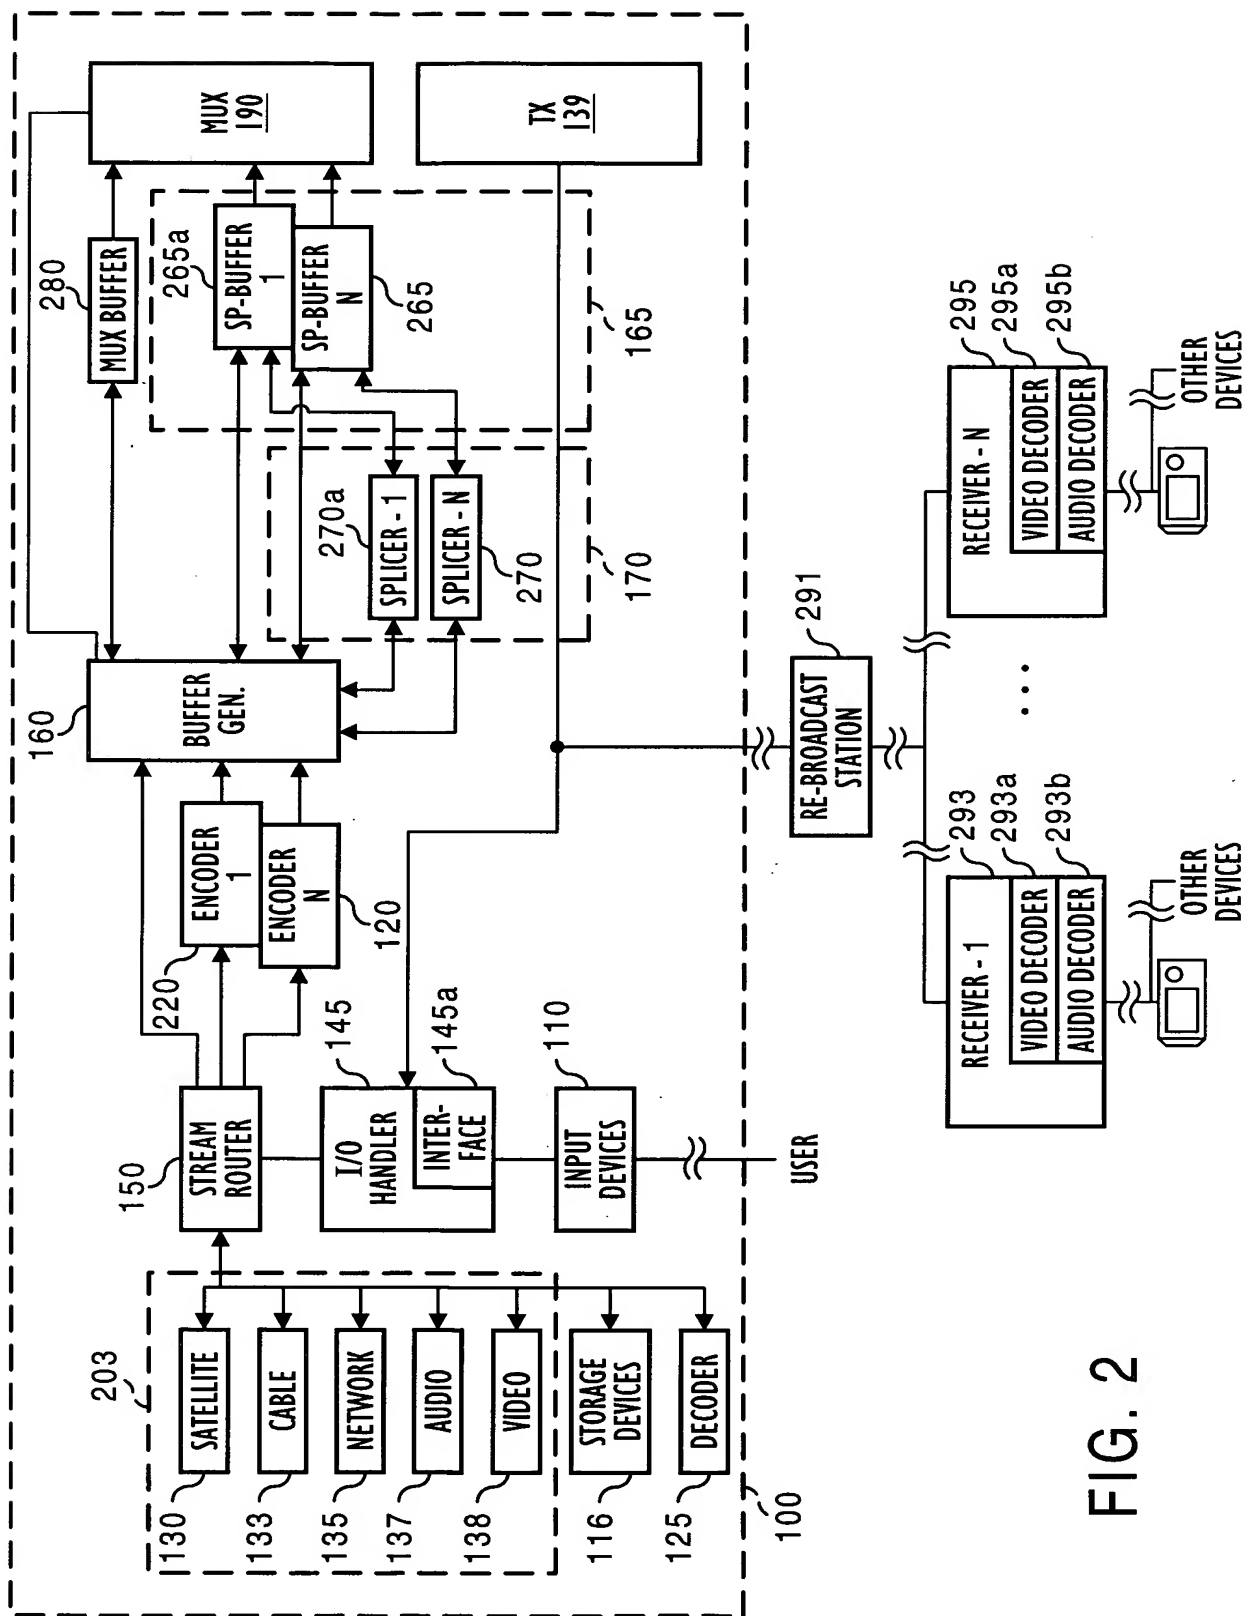 203
130
SATELLITE
133
CABLE
135
NETWORK
137
AUDIO
138
VIDEO
116
STORAGE
DEVICES
125
DECODER
100
150
STREAM
ROUTER
145
I/O
HANDLER
145a
INTER-
FACE
110
INPUT
DEVICES
USER
220
ENCODER
1
ENCODER
N
120
160
BUFFER
GEN.
270a
SPLICER - 1
SPLICER - N
270
170
280
MUX BUFFER
265a
SP-BUFFER
1
SP-BUFFER
N
265
165
MUX
190
TX
139
RE-BROADCAST
STATION
291
RECEIVER - 1
293
VIDEO DECODER
293a
AUDIO DECODER
293b
OTHER
DEVICES
...
RECEIVER - N
295
VIDEO DECODER
295a
AUDIO DECODER
295b
OTHER
DEVICES
FIG. 2